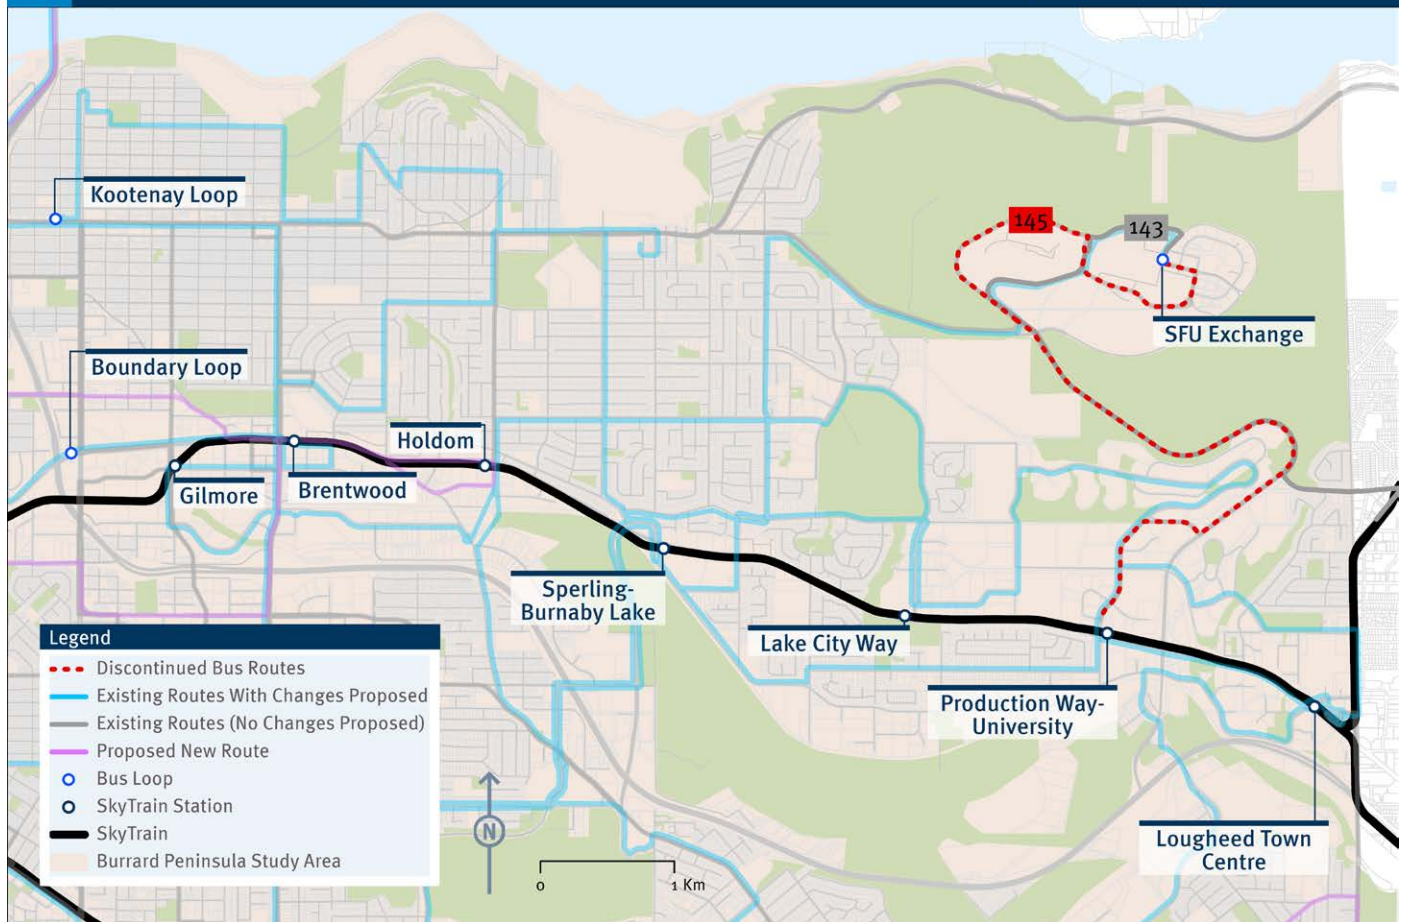 Kootenay Loop
145
143
SFU Exchange
Boundary Loop
Holdom
Gilmore
Brentwood
Sperling-
Burnaby Lake
Lake City Way
Production Way-
University
Lougheed Town
Centre
Legend
Discontinued Bus Routes
Existing Routes With Changes Proposed
Existing Routes (No Changes Proposed)
Proposed New Route
Bus Loop
SkyTrain Station
SkyTrain
Burrard Peninsula Study Area
N
0
1 Km